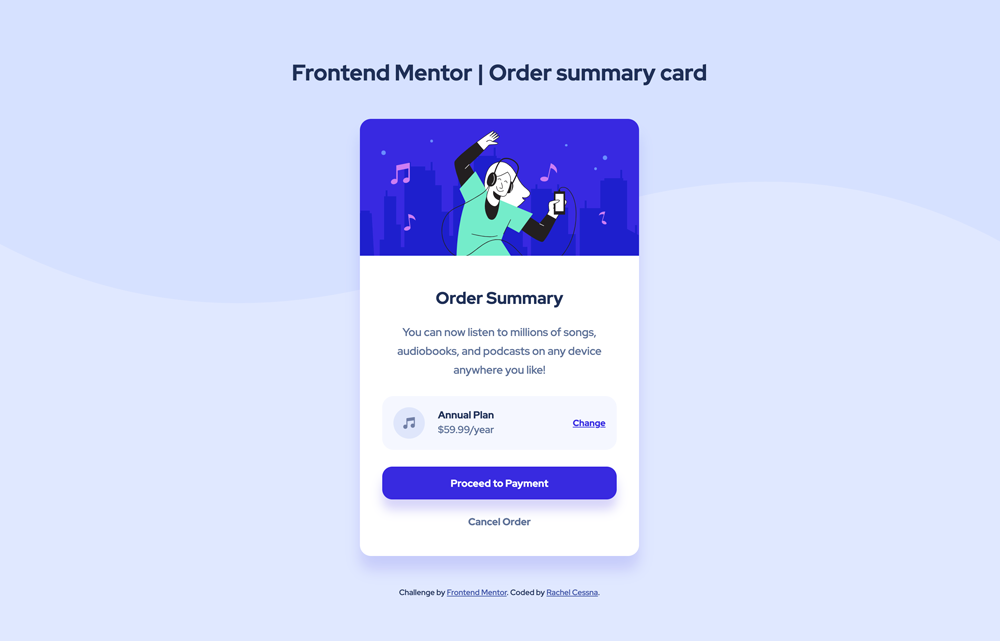 Frontend Mentor | Order summary card
Order Summary
You can now listen to millions of songs,
audiobooks, and podcasts on any device
anywhere you like!
Annual Plan
$59.99/year
Change
Proceed to Payment
Cancel Order
Challenge by Frontend Mentor. Coded by Rachel Cessna.